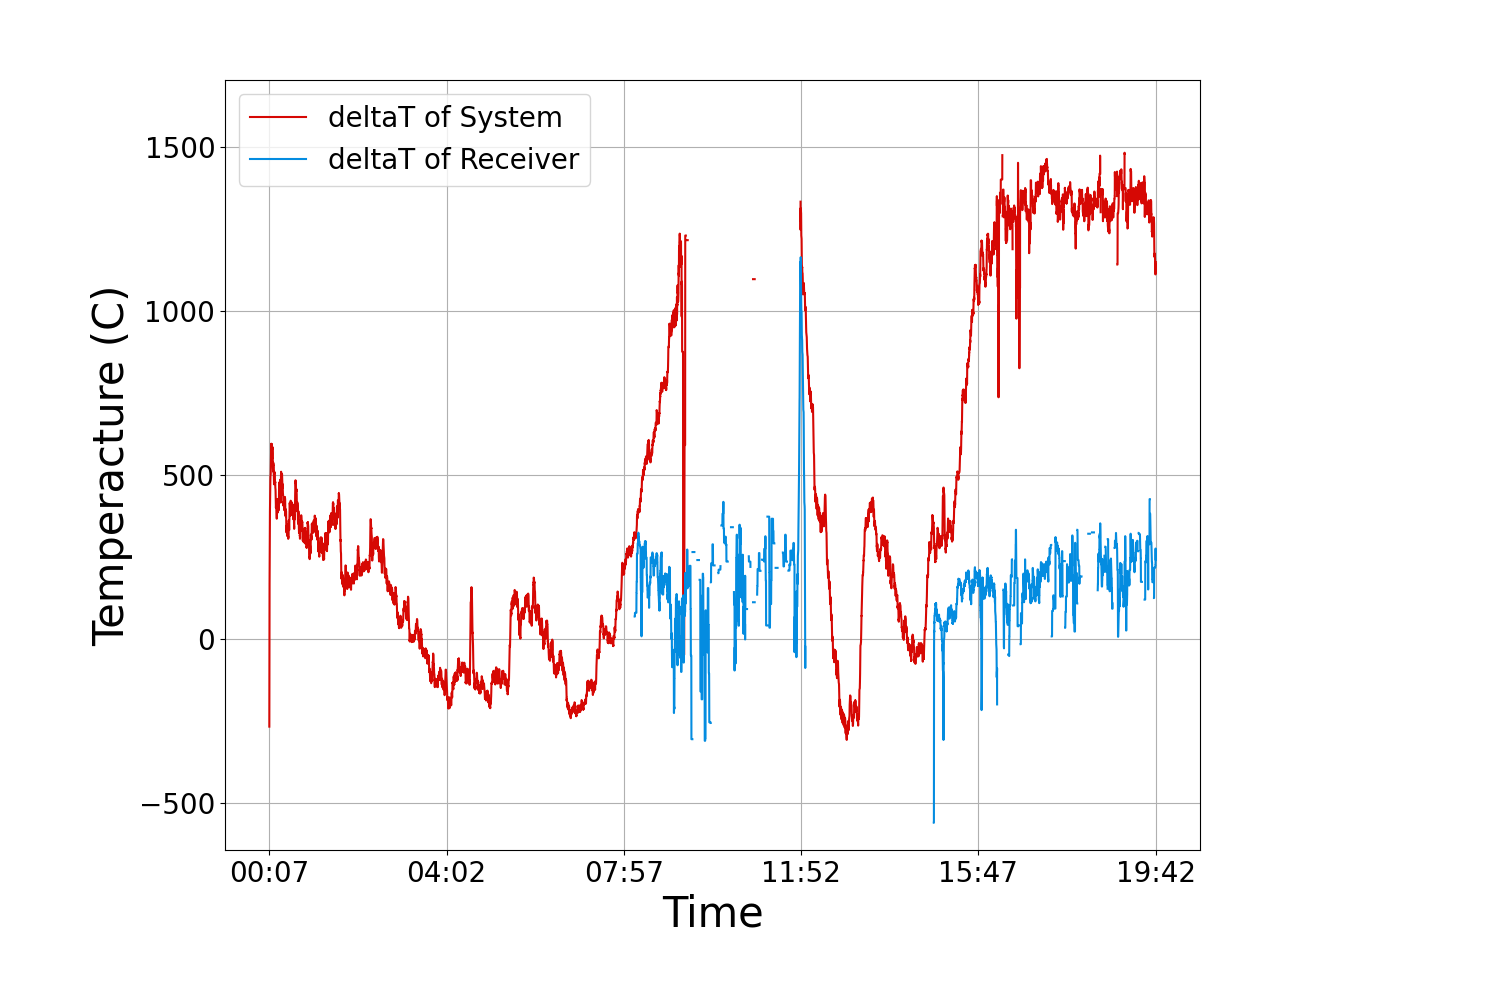 deltaT of System
deltaT of Receiver
1500
1000
500
0
−500
Temperacture (C)
00:07 04:02 07:57 11:52 15:47 19:42
Time